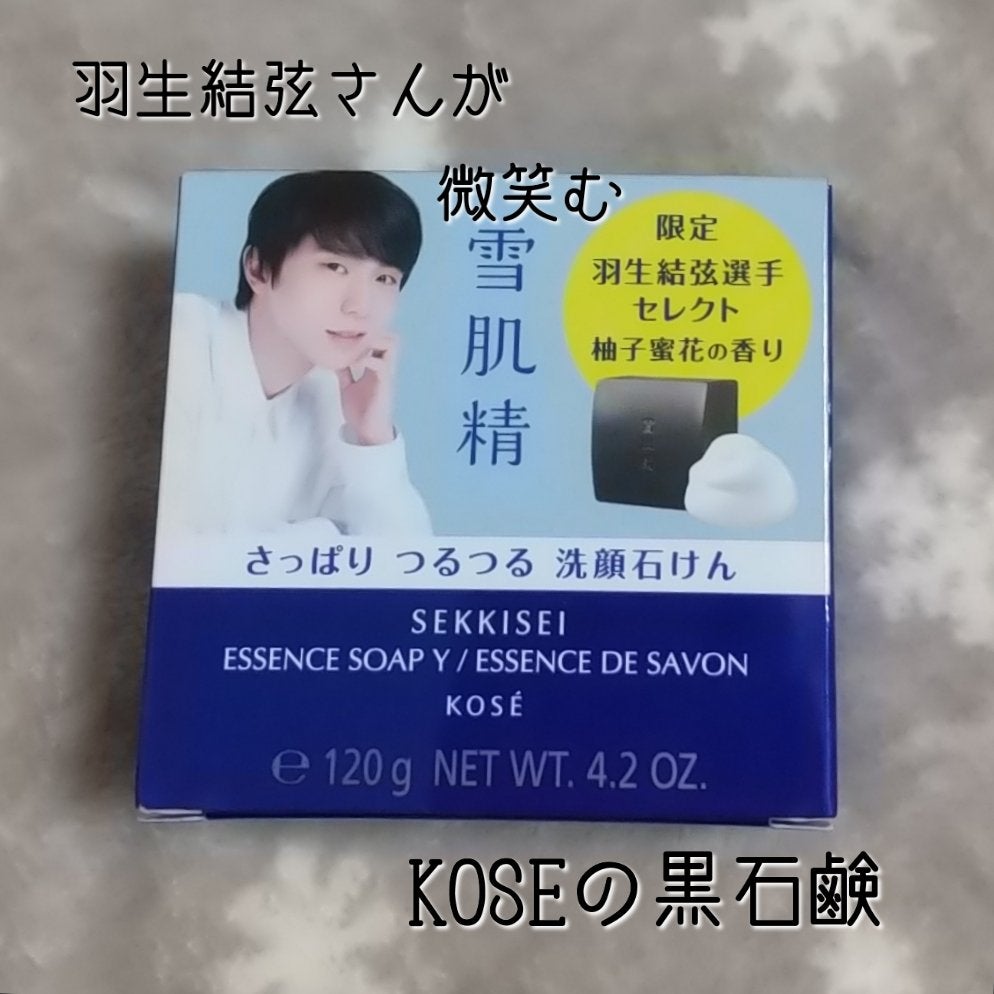 羽生結弦さんが
微笑む
雪肌精
限定
羽生結弦選手
セレクト
柚子蜜花の香り
さっぱり つるつる 洗顔石けん
SEKKISEI
ESSENCE SOAP Y / ESSENCE DE SAVON
KOSÉ
℮ 120g NET WT. 4.2 OZ.
KOSEの黒石鹸